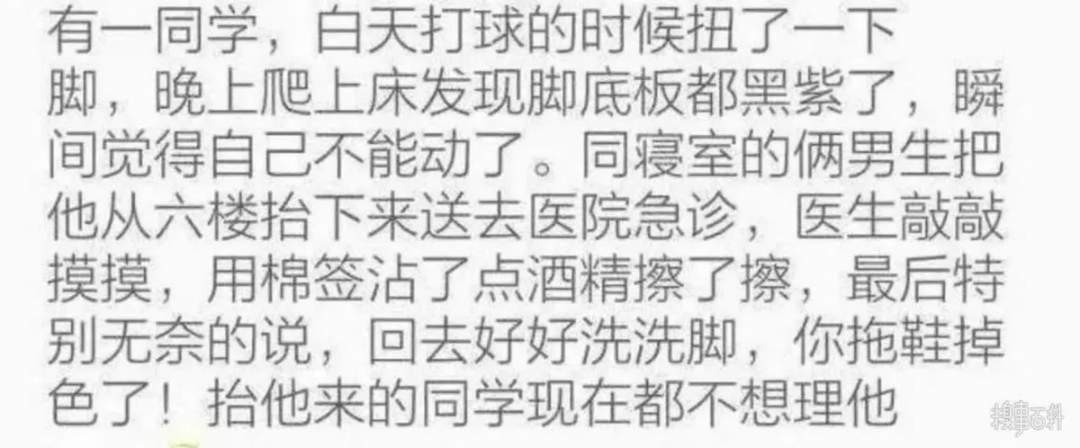 有一同学，白天打球的时候扭了一下
脚，晚上爬上床发现脚底板都黑紫了，瞬
间觉得自己不能动了。同寝室的俩男生把
他从六楼抬下来送去医院急诊，医生敲敲
摸摸，用棉签沾了点酒精擦了擦，最后特
别无奈的说，回去好好洗洗脚，你拖鞋掉
色了！抬他来的同学现在都不想理他
糗事百科